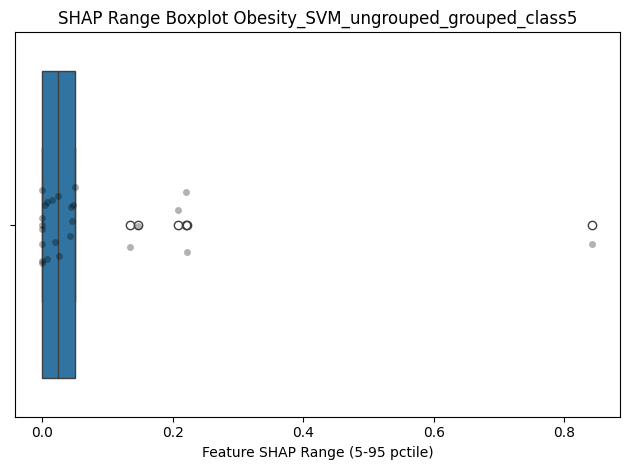 SHAP Range Boxplot Obesity_SVM_ungrouped_grouped_class5
0.0 0.2 0.4 0.6 0.8
Feature SHAP Range (5-95 pctile)